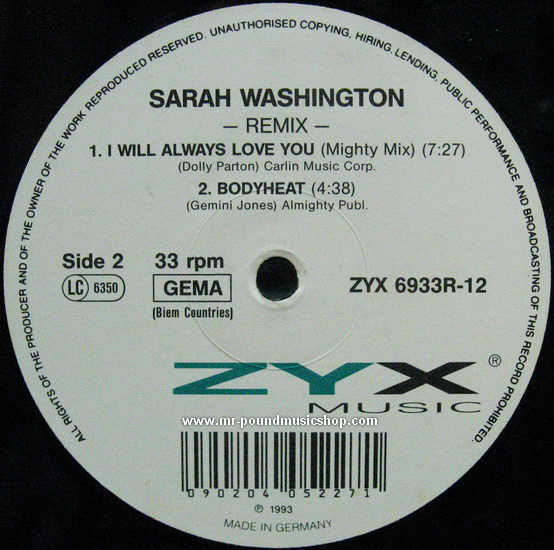 ALL RIGHTS OF THE PRODUCER AND OF THE OWNER OF THE WORK REPRODUCED RESERVED. UNAUTHORISED COPYING, HIRING, LENDING, PUBLIC PERFORMANCE AND BROADCASTING OF THIS RECORD PROHIBITED.
SARAH WASHINGTON
– REMIX –
1. I WILL ALWAYS LOVE YOU (Mighty Mix) (7:27)
(Dolly Parton) Carlin Music Corp.
2. BODYHEAT (4:38)
(Gemini Jones) Almighty Publ.
Side 2 33 rpm
LC 6350 GEMA ZYX 6933R-12
(Biem Countries)
ZYX ®
MUSIC
www.mr-poundmusicshop.com
090204 052271
℗ 1993
MADE IN GERMANY